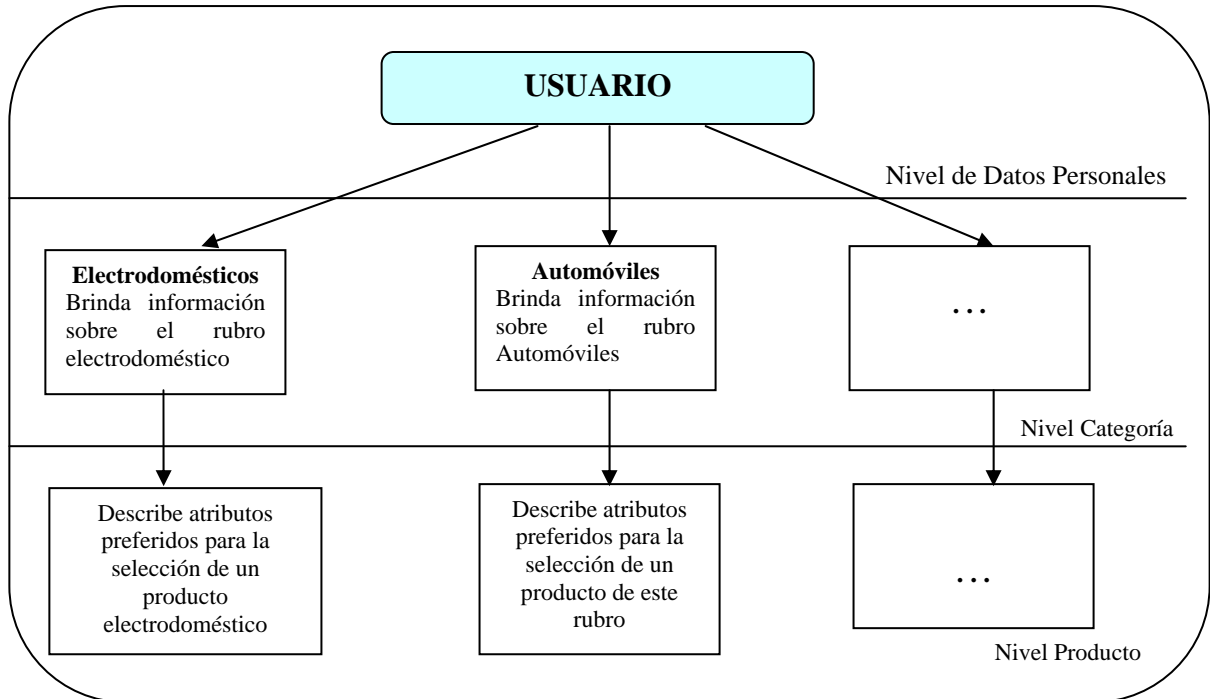 USUARIO
Nivel de Datos Personales
Electrodomésticos
Brinda información
sobre el rubro
electrodoméstico
Automóviles
Brinda información
sobre el rubro
Automóviles
…
Nivel Categoría
Describe atributos
preferidos para la
selección de un
producto
electrodoméstico
Describe atributos
preferidos para la
selección de un
producto de este
rubro
…
Nivel Producto